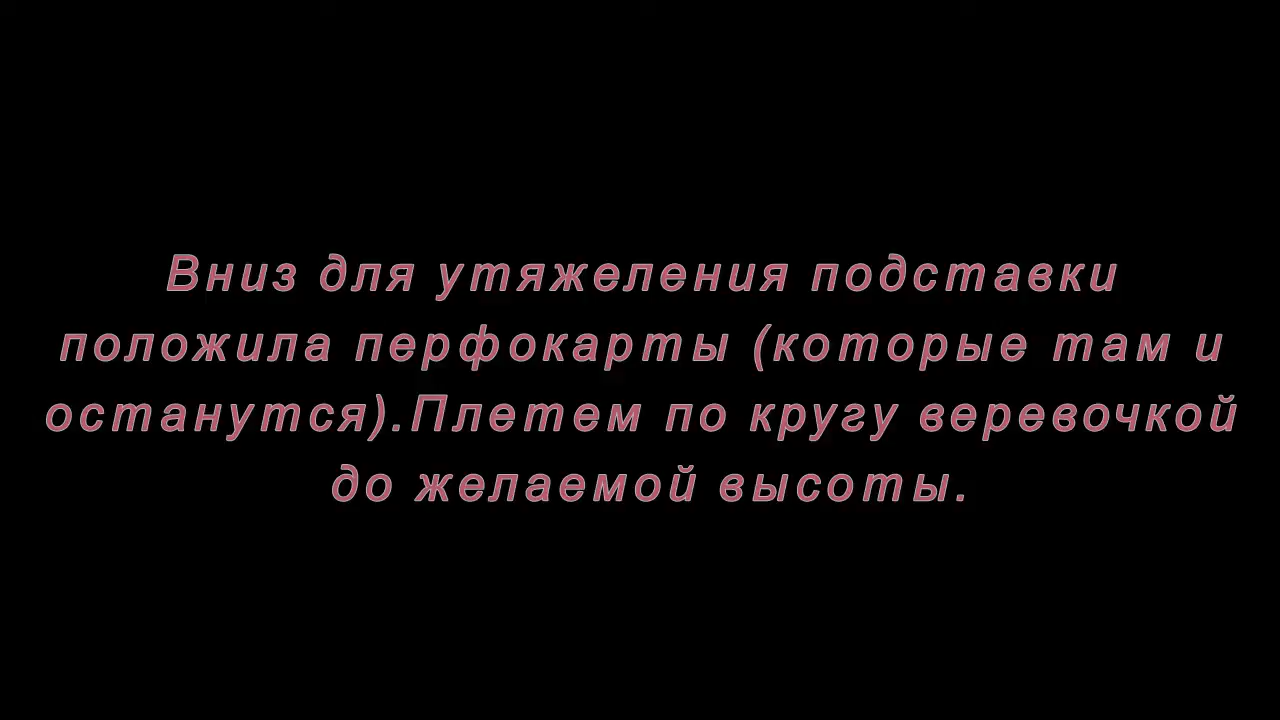 Вниз для утяжеления подставки
положила перфокарты (которые там и
останутся).Плетем по кругу веревочкой
до желаемой высоты.